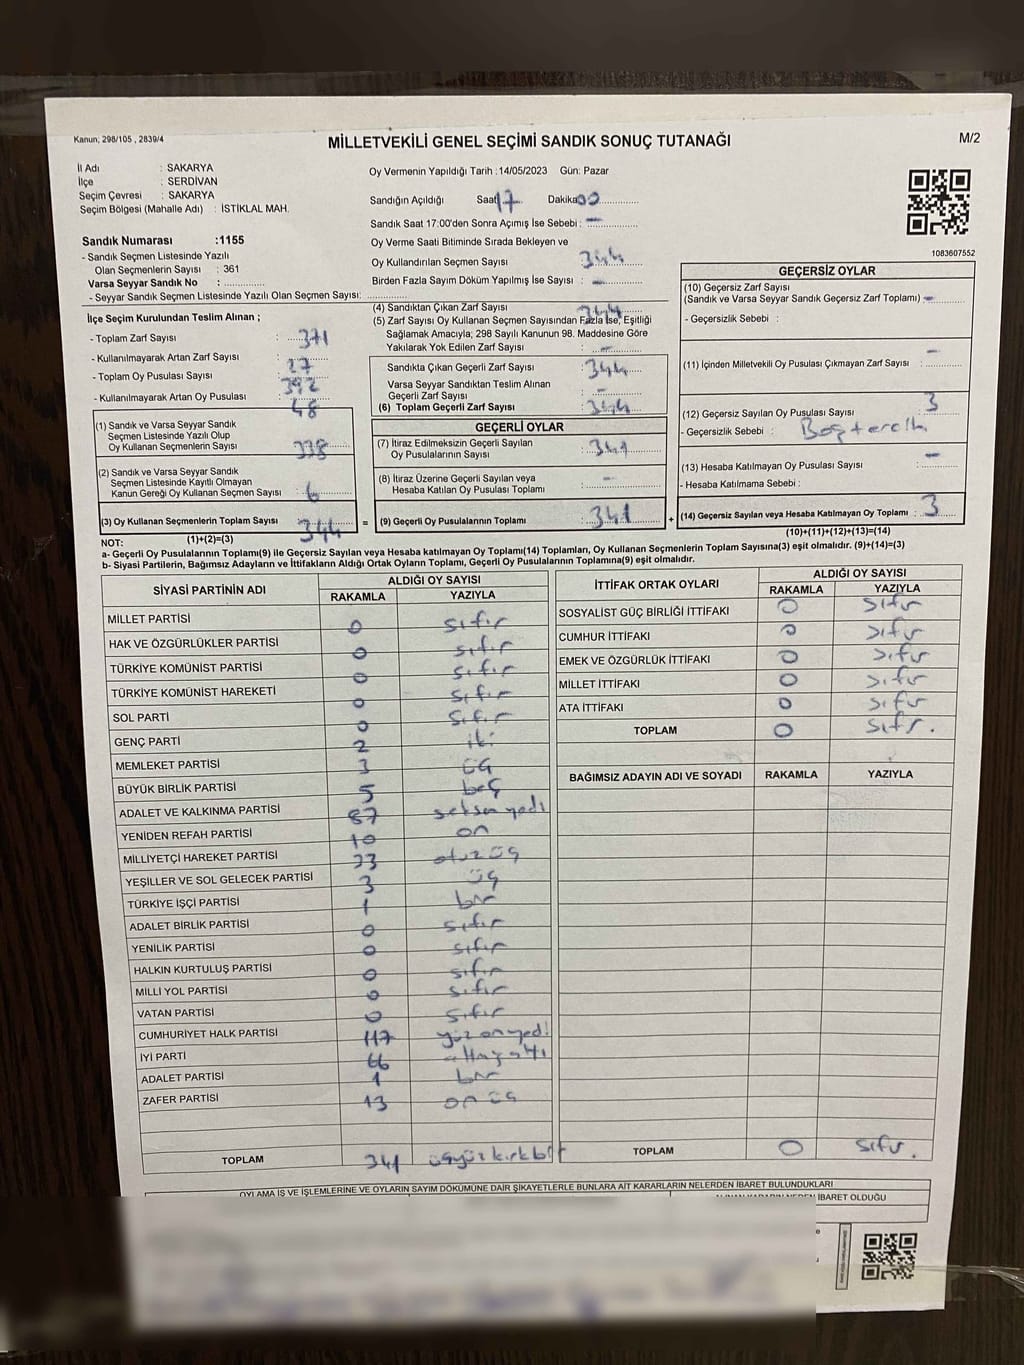 Kanun; 298/105 , 2839/4
MİLLETVEKİLİ GENEL SEÇİMİ SANDIK SONUÇ TUTANAĞI
M/2
İl Adı : SAKARYA
İlçe : SERDİVAN
Seçim Çevresi : SAKARYA
Seçim Bölgesi (Mahalle Adı) : İSTİKLAL MAH.
Oy Vermenin Yapıldığı Tarih :14/05/2023 Gün: Pazar
Sandığın Açıldığı Saat 17 Dakika 00
Sandık Saat 17:00'den Sonra Açımış İse Sebebi : -
Oy Verme Saati Bitiminde Sırada Bekleyen ve
Oy Kullandırılan Seçmen Sayısı 344
Birden Fazla Sayım Döküm Yapılmış İse Sayısı : -
Sandık Numarası :1155
- Sandık Seçmen Listesinde Yazılı
Olan Seçmenlerin Sayısı : 361
Varsa Seyyar Sandık No :
- Seyyar Sandık Seçmen Listesinde Yazılı Olan Seçmen Sayısı:
1083607552
İlçe Seçim Kurulundan Teslim Alınan ;
- Toplam Zarf Sayısı : 371
- Kullanılmayarak Artan Zarf Sayısı : 27
- Toplam Oy Pusulası Sayısı : 392
- Kullanılmayarak Artan Oy Pusulası : 48
(1) Sandık ve Varsa Seyyar Sandık
Seçmen Listesinde Yazılı Olup
Oy Kullanan Seçmenlerin Sayısı 338
(2) Sandık ve Varsa Seyyar Sandık
Seçmen Listesinde Kayıtlı Olmayan
Kanun Gereği Oy Kullanan Seçmen Sayısı 6
(3) Oy Kullanan Seçmenlerin Toplam Sayısı 344
(1)+(2)=(3)
(4) Sandıktan Çıkan Zarf Sayısı 344
(5) Zarf Sayısı Oy Kullanan Seçmen Sayısından Fazla İse, Eşitliği
Sağlamak Amacıyla; 298 Sayılı Kanunun 98. Maddesine Göre
Yakılarak Yok Edilen Zarf Sayısı : -
Sandıkta Çıkan Geçerli Zarf Sayısı : 344
Varsa Seyyar Sandıktan Teslim Alınan
Geçerli Zarf Sayısı : -
(6) Toplam Geçerli Zarf Sayısı : 344
GEÇERLİ OYLAR
(7) İtiraz Edilmeksizin Geçerli Sayılan
Oy Pusulalarının Sayısı : 341
(8) İtiraz Üzerine Geçerli Sayılan veya
Hesaba Katılan Oy Pusulası Toplamı : -
= (9) Geçerli Oy Pusulalarının Toplamı : 341 +
GEÇERSİZ OYLAR
(10) Geçersiz Zarf Sayısı
(Sandık ve Varsa Seyyar Sandık Geçersiz Zarf Toplamı) -
- Geçersizlik Sebebi :
(11) İçinden Milletvekili Oy Pusulası Çıkmayan Zarf Sayısı : -
(12) Geçersiz Sayılan Oy Pusulası Sayısı : 3
- Geçersizlik Sebebi :
(13) Hesaba Katılmayan Oy Pusulası Sayısı : -
- Hesaba Katılmama Sebebi :
(14) Geçersiz Sayılan veya Hesaba Katılmayan Oy Toplamı : 3
(10)+(11)+(12)+(13)=(14)
NOT:
a- Geçerli Oy Pusulalarının Toplamı(9) ile Geçersiz Sayılan veya Hesaba katılmayan Oy Toplamı(14) Toplamları, Oy Kullanan Seçmenlerin Toplam Sayısına(3) eşit olmalıdır. (9)+(14)=(3)
b- Siyasi Partilerin, Bağımsız Adayların ve İttifakların Aldığı Ortak Oyların Toplamı, Geçerli Oy Pusulalarının Toplamına(9) eşit olmalıdır.
SİYASİ PARTİNİN ADI ALDIĞI OY SAYISI
RAKAMLA YAZIYLA
MİLLET PARTİSİ 0 sıfır
HAK VE ÖZGÜRLÜKLER PARTİSİ 0 sıfır
TÜRKİYE KOMÜNİST PARTİSİ 0 sıfır
TÜRKİYE KOMÜNİST HAREKETİ 0 sıfır
SOL PARTİ 0 sıfır
GENÇ PARTİ 2 iki
MEMLEKET PARTİSİ 3 üç
BÜYÜK BİRLİK PARTİSİ 5 beş
ADALET VE KALKINMA PARTİSİ 87 seksen yedi
YENİDEN REFAH PARTİSİ 10 on
MİLLİYETÇİ HAREKET PARTİSİ 33 otuz üç
YEŞİLLER VE SOL GELECEK PARTİSİ 3 üç
TÜRKİYE İŞÇİ PARTİSİ 1 bir
ADALET BİRLİK PARTİSİ 0 sıfır
YENİLİK PARTİSİ 0 sıfır
HALKIN KURTULUŞ PARTİSİ 0 sıfır
MİLLİ YOL PARTİSİ 0 sıfır
VATAN PARTİSİ 0 sıfır
CUMHURİYET HALK PARTİSİ 117 yüz on yedi
İYİ PARTİ 66 altmış altı
ADALET PARTİSİ 1 bir
ZAFER PARTİSİ 13 on üç
TOPLAM 341 üçyüz kırk bir
İTTİFAK ORTAK OYLARI ALDIĞI OY SAYISI
RAKAMLA YAZIYLA
SOSYALİST GÜÇ BİRLİĞİ İTTİFAKI 0 sıfır
CUMHUR İTTİFAKI 0 sıfır
EMEK VE ÖZGÜRLÜK İTTİFAKI 0 sıfır
MİLLET İTTİFAKI 0 sıfır
ATA İTTİFAKI 0 sıfır
TOPLAM 0 sıfır.
BAĞIMSIZ ADAYIN ADI VE SOYADI RAKAMLA YAZIYLA
TOPLAM 0 sıfır.
OYLAMA İŞ VE İŞLEMLERİNE VE OYLARIN SAYIM DÖKÜMÜNE DAİR ŞİKAYETLERLE BUNLARA AİT KARARLARIN NELERDEN İBARET BULUNDUKLARI
İBARET OLDUĞU